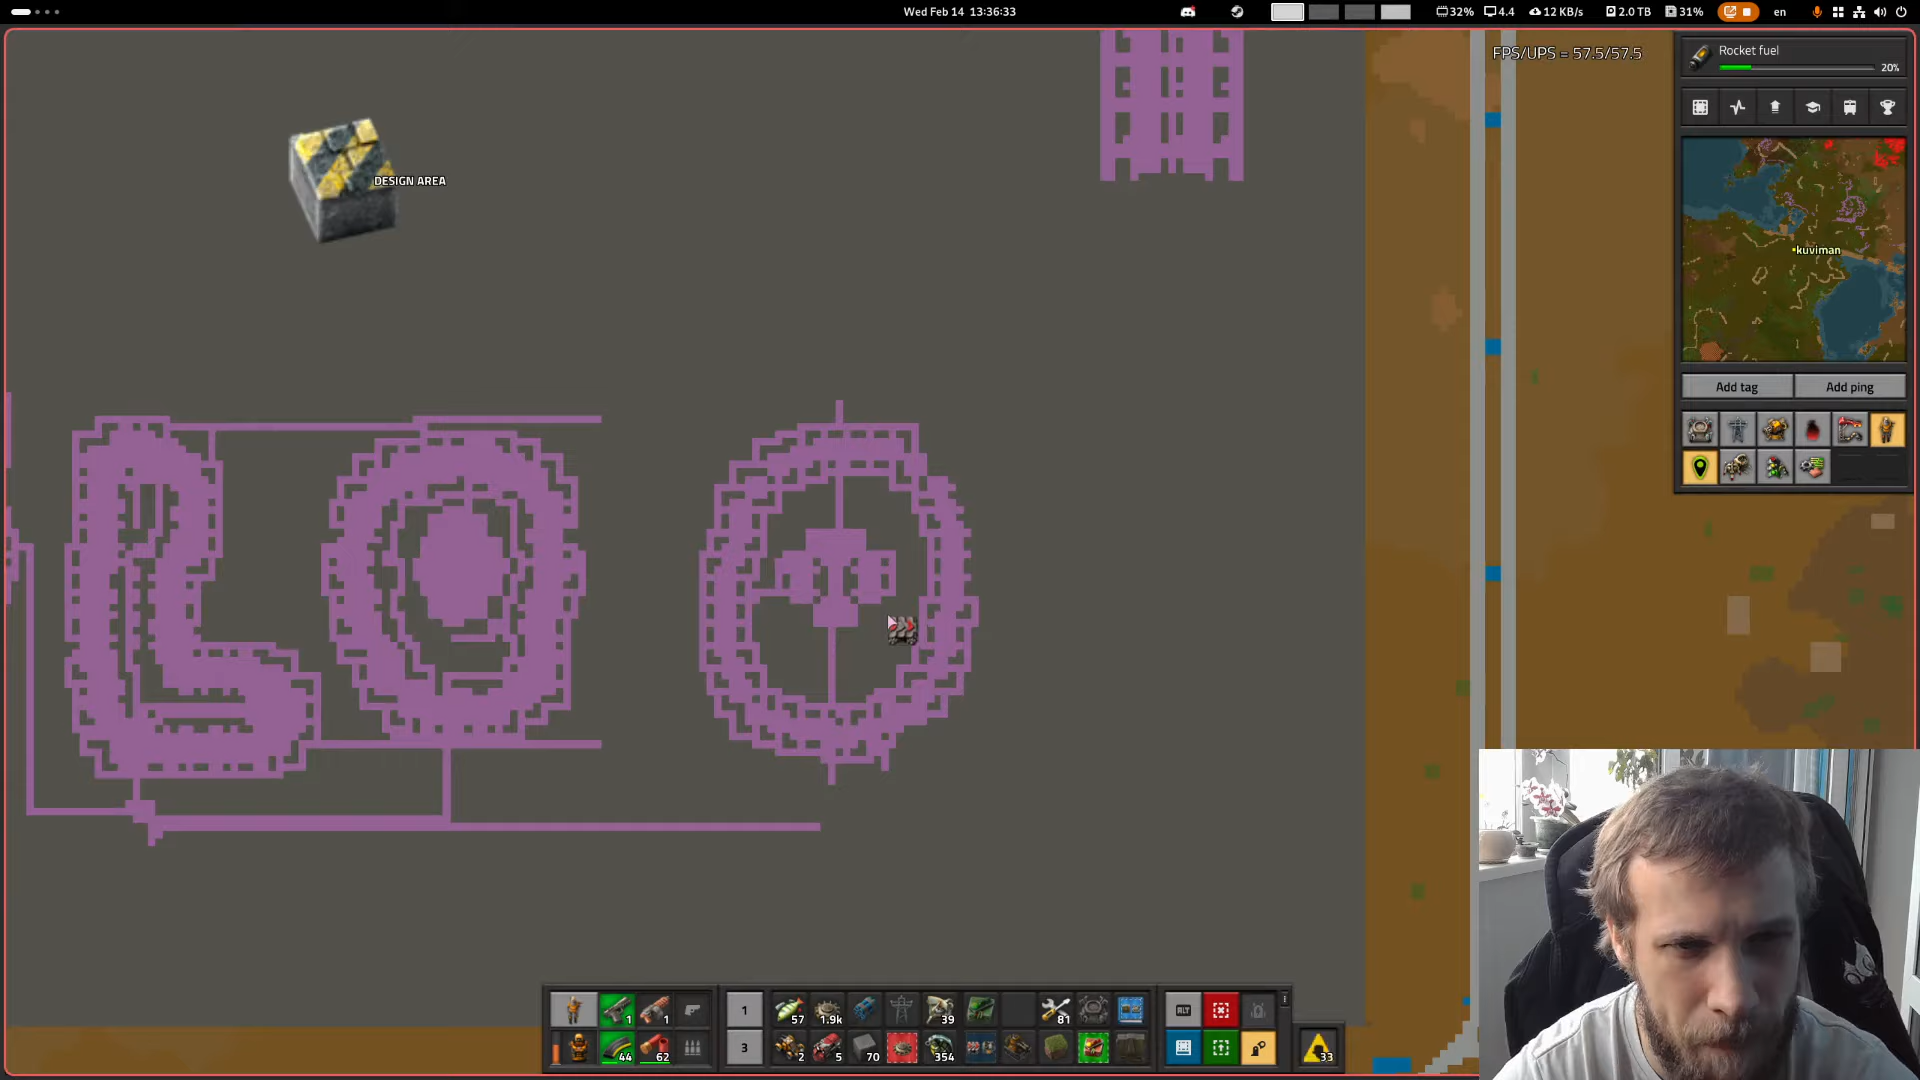 Wed Feb 14 13:36:33
32%
4.4
12 KB/s
2.0 TB
31%
en
FPS/UPS = 57.5/57.5
Rocket fuel
20%
DESIGN AREA
kuviman
Add tag
Add ping
1
1
1
57
1.9k
39
81
ALT
44
62
3
2
5
70
354
33